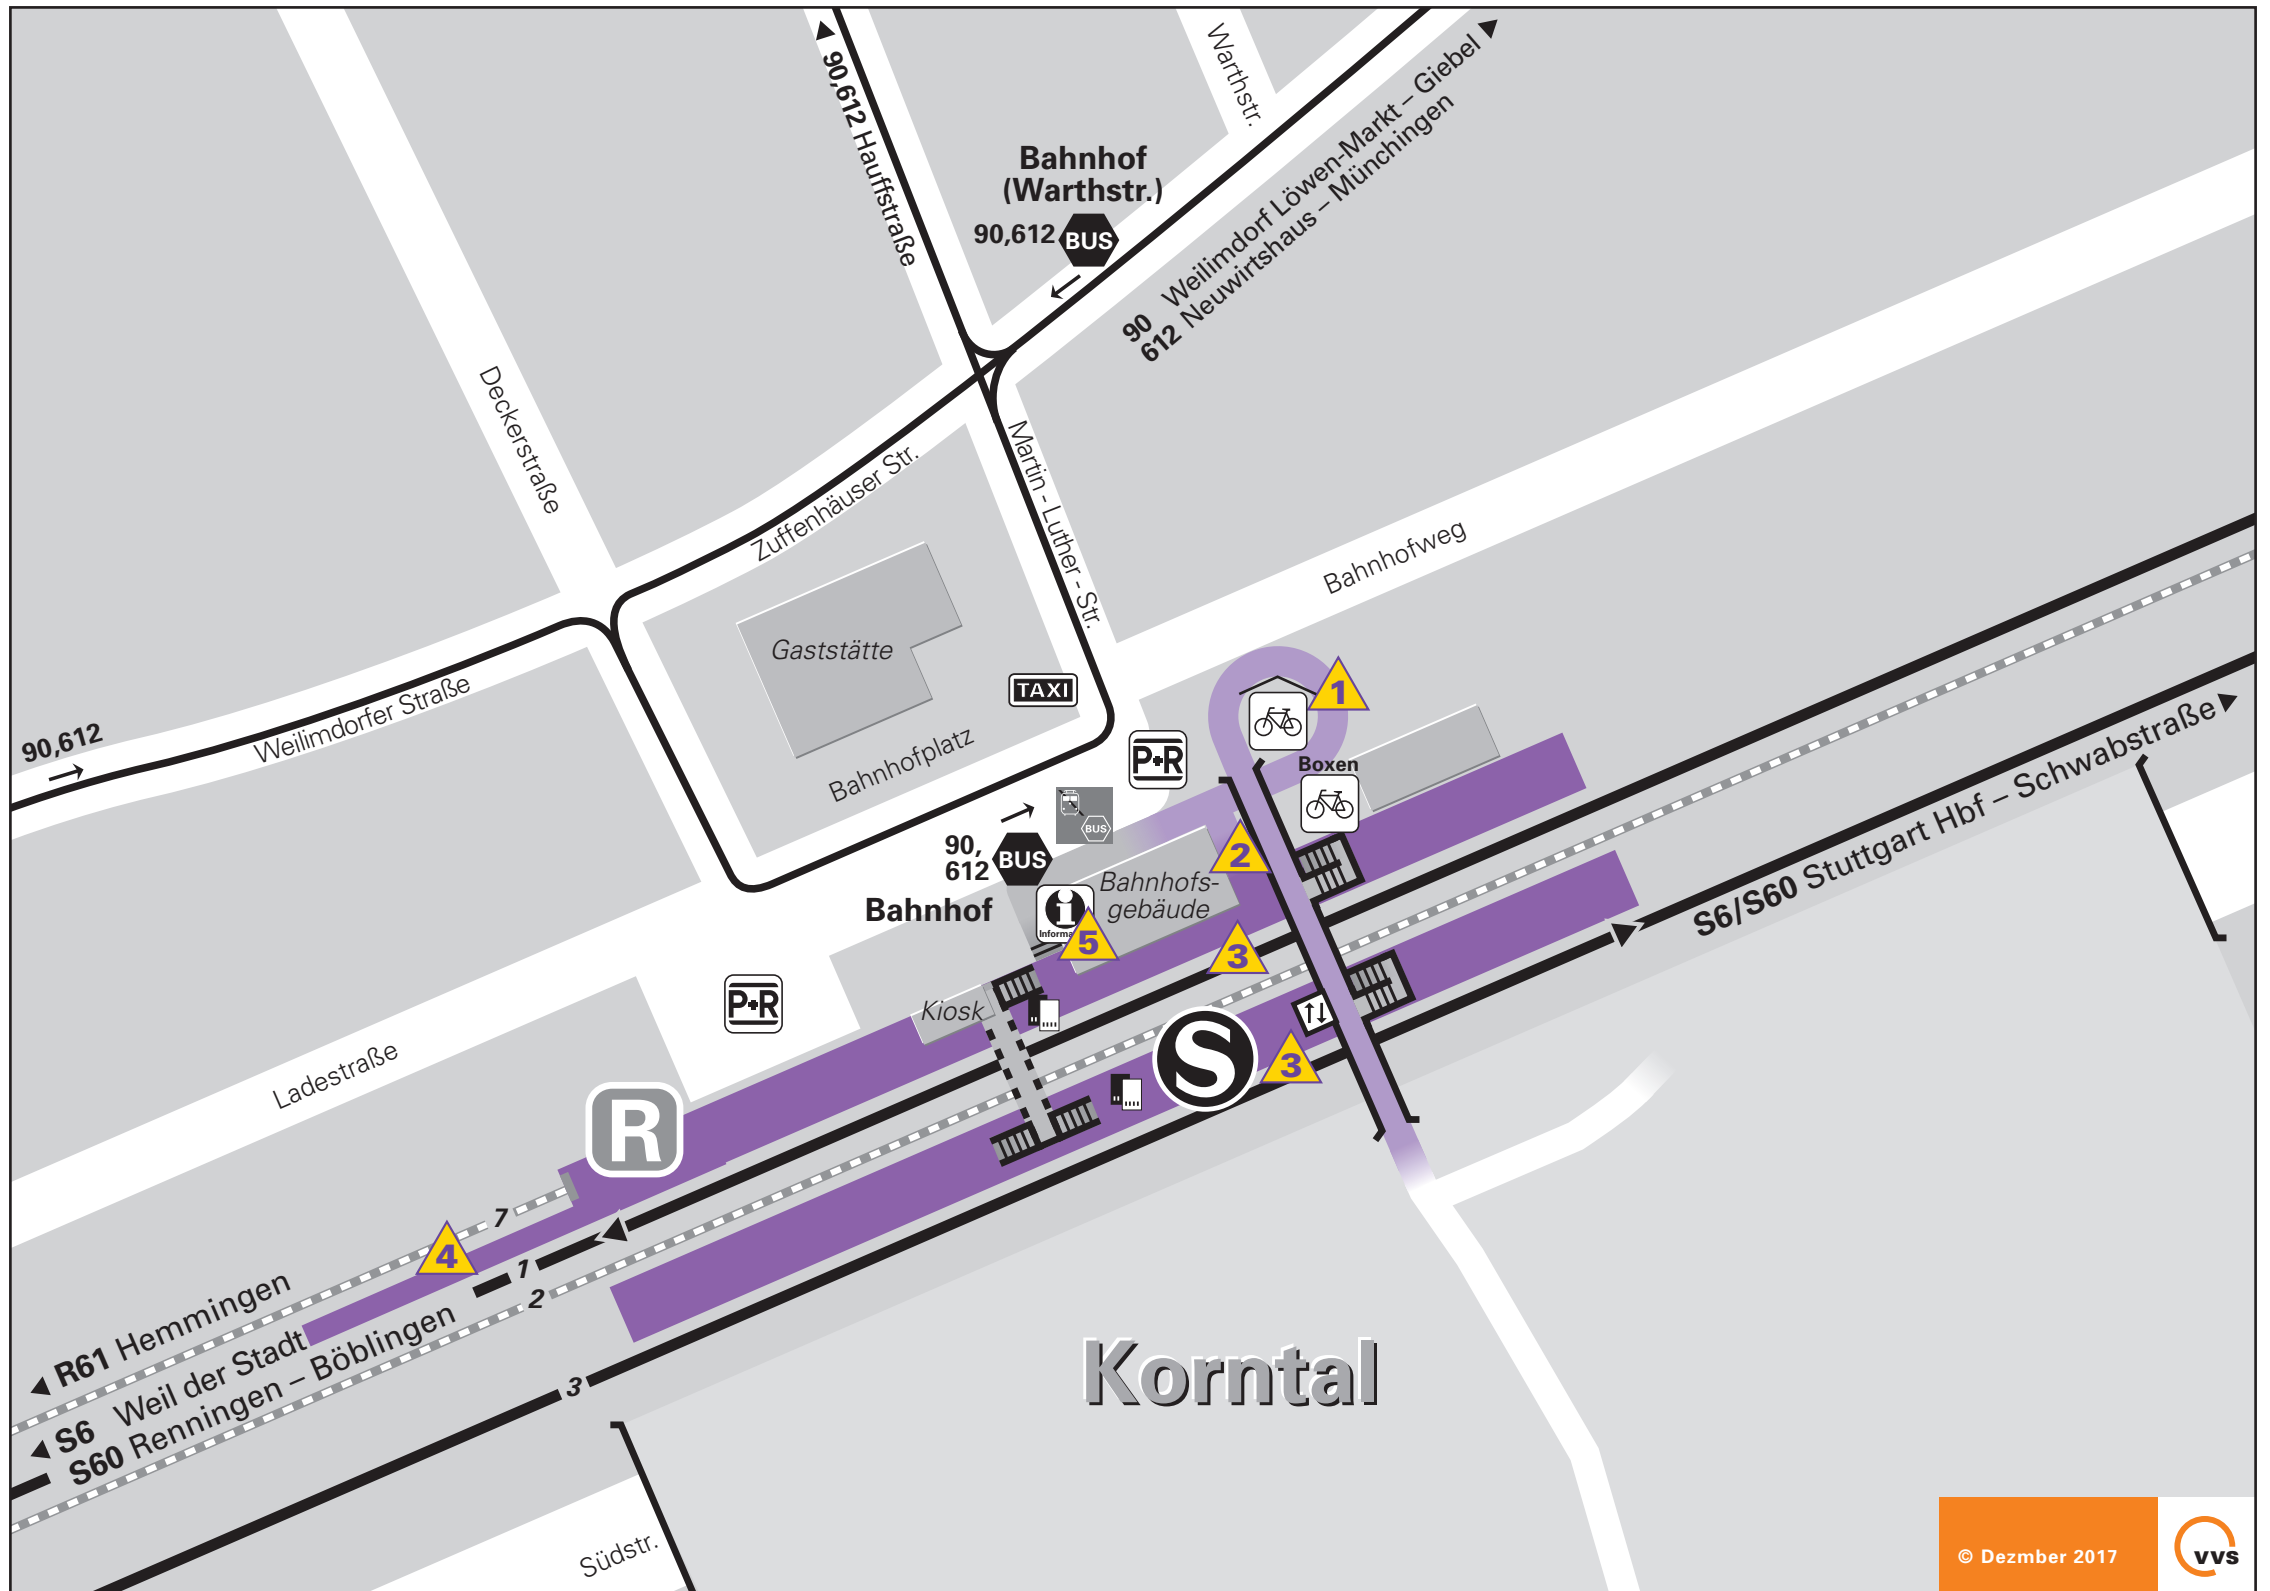 Warthstr.
90,612 Hauffstraße
Bahnhof
(Warthstr.)
90,612
BUS
90 Weilimdorf Löwen-Markt – Giebel
612 Neuwirtshaus – Münchingen
Deckerstraße
Zuffenhäuser Str.
Martin - Luther - Str.
Bahnhofweg
Gaststätte
TAXI
90,612
Weilimdorfer Straße
Bahnhofplatz
P+R
1
Boxen
BUS
90,
612
BUS
Bahnhof
2
Bahnhofs-
gebäude
i
5
3
S6/S60 Stuttgart Hbf – Schwabstraße
P+R
Kiosk
S
3
Ladestraße
R
7
4
1
2
R61 Hemmingen
S6 Weil der Stadt
S60 Renningen – Böblingen
3
Korntal
Südstr.
© Dezmber 2017
vvs